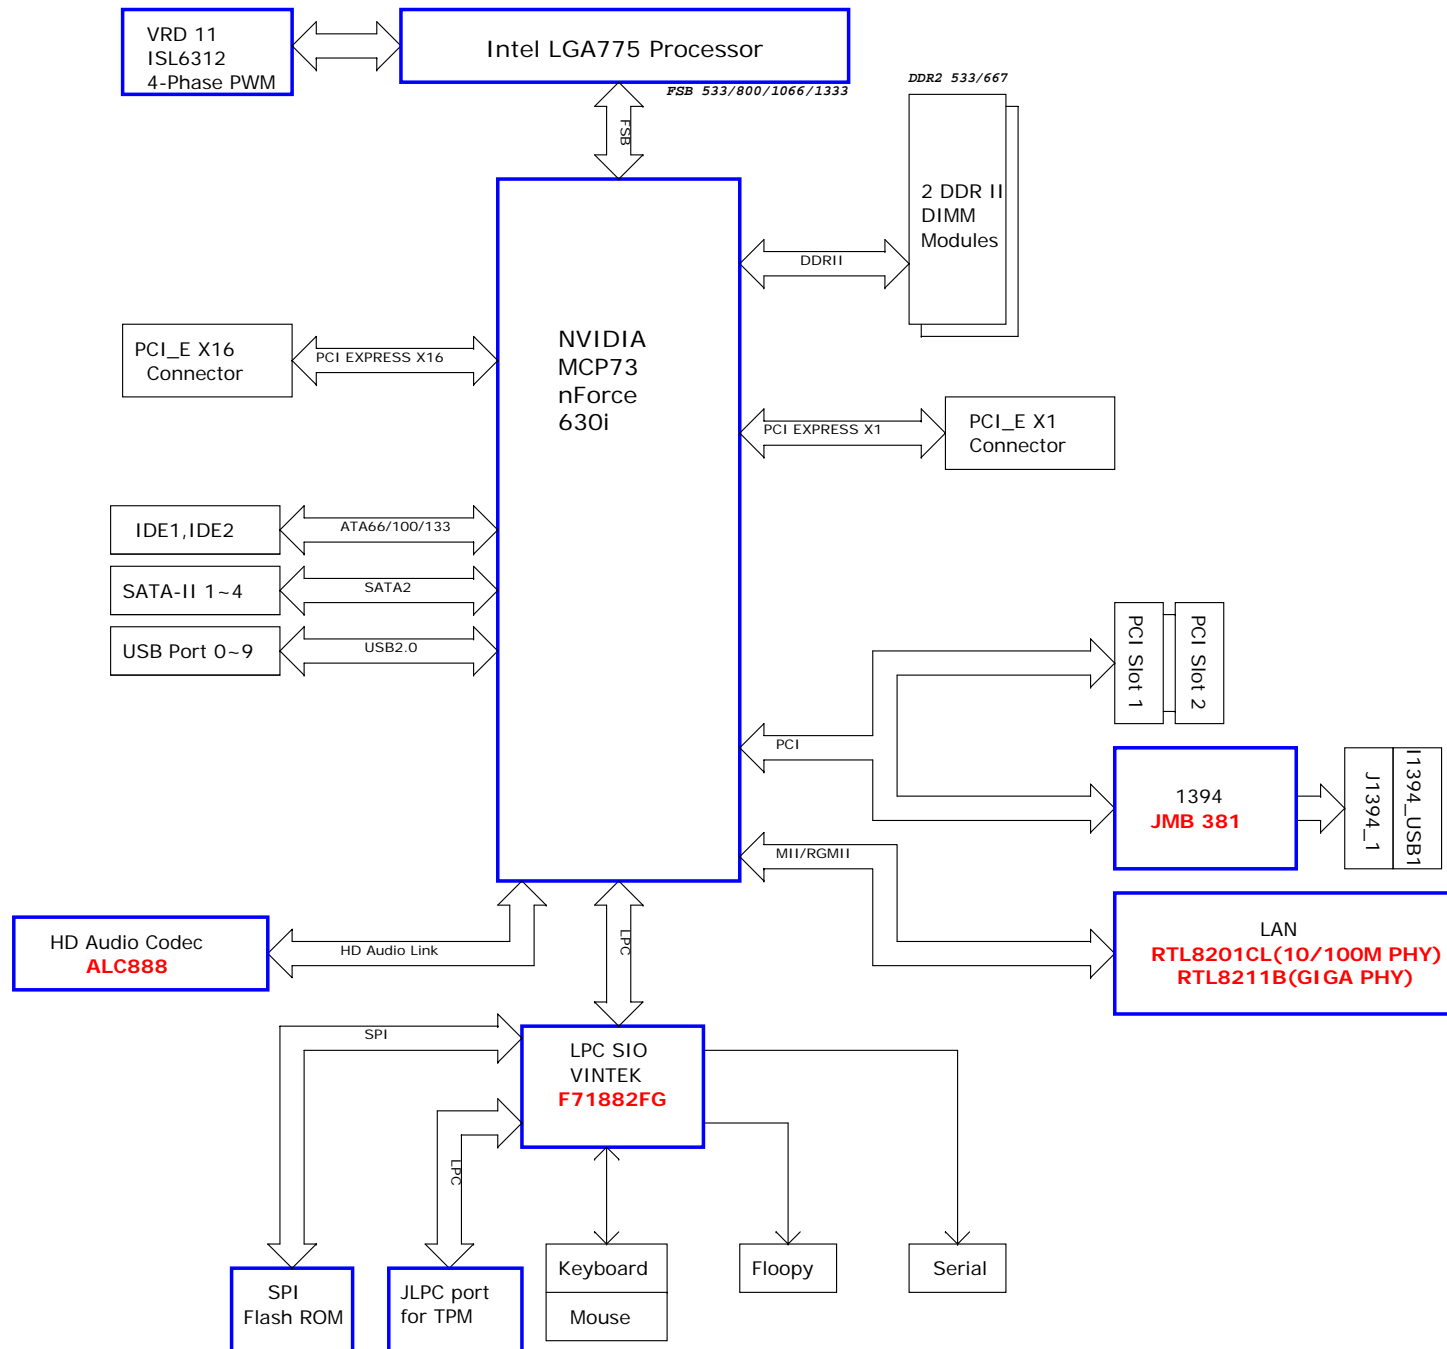 VRD 11
ISL6312
4-Phase PWM
Intel LGA775 Processor
FSB 533/800/1066/1333
DDR2 533/667
FSB
2 DDR II
DIMM
Modules
DDRII
NVIDIA
MCP73
nForce
630i
PCI_E X16
Connector
PCI EXPRESS X16
PCI EXPRESS X1
PCI_E X1
Connector
IDE1,IDE2
ATA66/100/133
SATA-II 1~4
SATA2
USB Port 0~9
USB2.0
PCI Slot 1
PCI Slot 2
PCI
1394
JMB 381
J1394_1
I1394_USB1
MII/RGMII
LAN
RTL8201CL(10/100M PHY)
RTL8211B(GIGA PHY)
HD Audio Codec
ALC888
HD Audio Link
LPC
SPI
LPC SIO
VINTEK
F71882FG
LPC
SPI
Flash ROM
JLPC port
for TPM
Keyboard
Mouse
Floopy
Serial